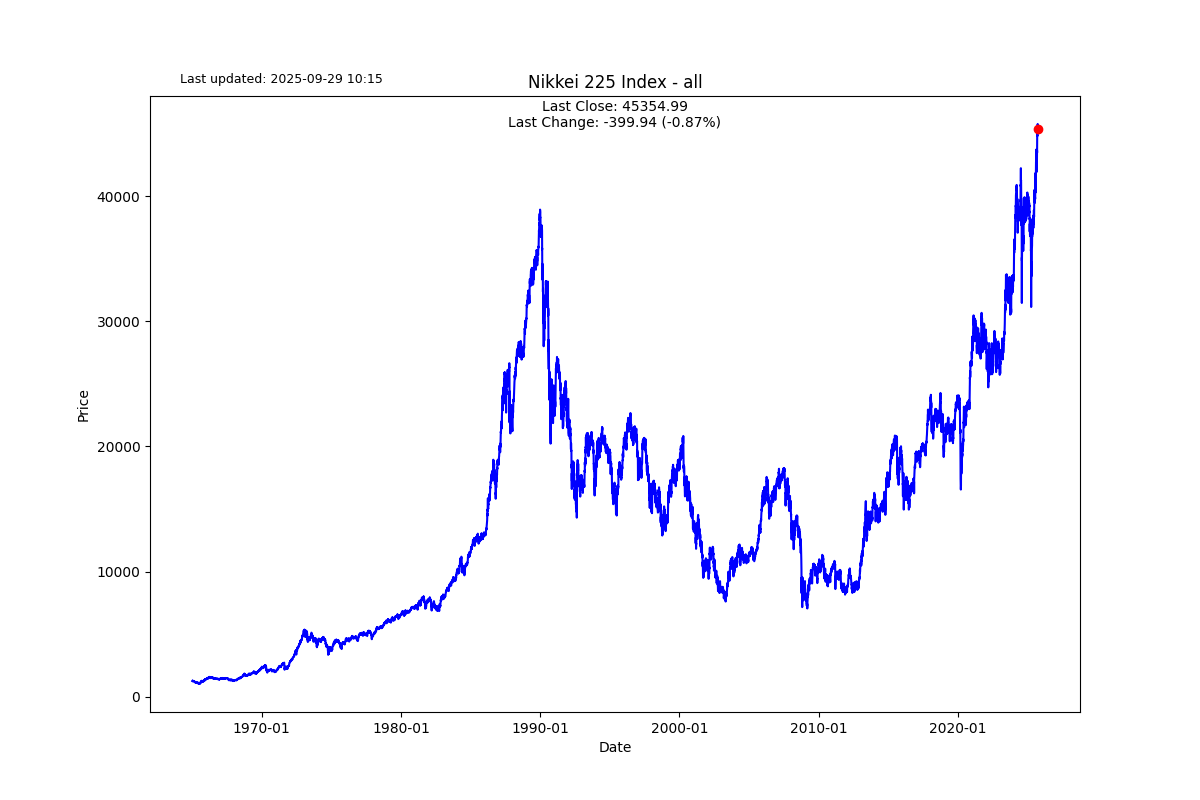 Last updated: 2025-09-29 10:15
Nikkei 225 Index - all
Last Close: 45354.99
Last Change: -399.94 (-0.87%)
Price
40000
30000
20000
10000
0
1970-01
1980-01
1990-01
2000-01
2010-01
2020-01
Date